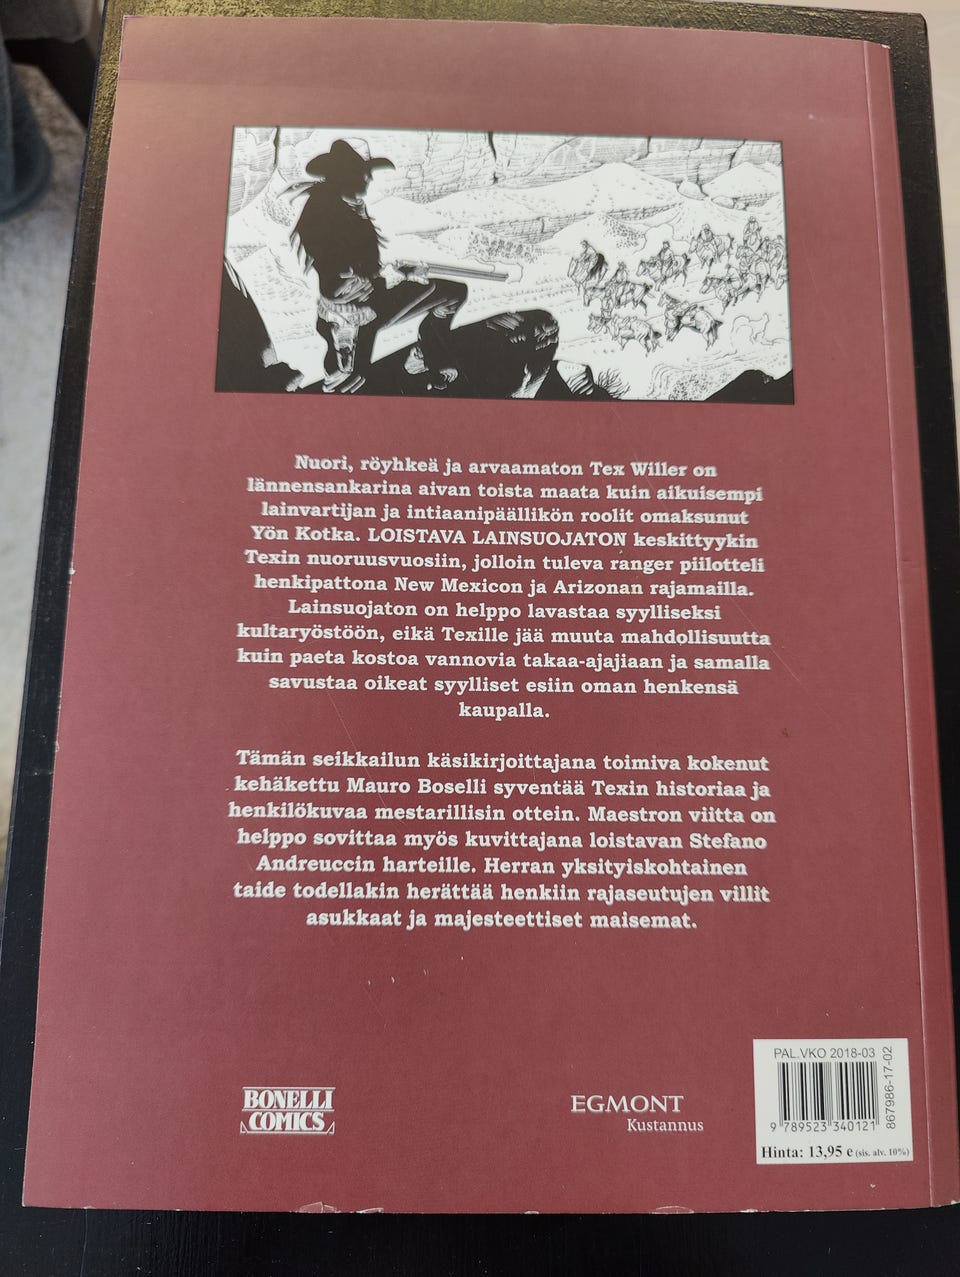 Nuori, röyhkeä ja arvaamaton Tex Willer on
lännensankarina aivan toista maata kuin aikuisempi
lainvartijan ja intiaanipäällikön roolit omaksunut
Yön Kotka. LOISTAVA LAINSUOJATON keskittyykin
Texin nuoruusvuosiin, jolloin tuleva ranger piilotteli
henkipattona New Mexicon ja Arizonan rajamailla.
Lainsuojaton on helppo lavastaa syylliseksi
kultaryöstöön, eikä Texille jää muuta mahdollisuutta
kuin paeta kostoa vannovia takaa-ajajiaan ja samalla
savustaa oikeat syylliset esiin oman henkensä
kaupalla.
Tämän seikkailun käsikirjoittajana toimiva kokenut
kehäkettu Mauro Boselli syventää Texin historiaa ja
henkilökuvaa mestarillisin ottein. Maestron viitta on
helppo sovittaa myös kuvittajana loistavan Stefano
Andreuccin harteille. Herran yksityiskohtainen
taide todellakin herättää henkiin rajaseutujen villit
asukkaat ja majesteettiset maisemat.
BONELLI
COMICS
EGMONT
Kustannus
PAL.VKO 2018-03
867986-17-02
9 789523 340121
Hinta: 13,95 e (sis. alv. 10%)